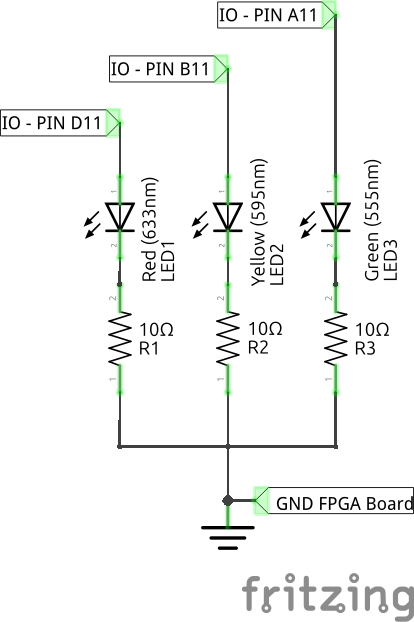 IO - PIN A11
IO - PIN B11
IO - PIN D11
1
1
1
2
2
2
Red (633nm)
LED1
Yellow (595nm)
LED2
Green (555nm)
LED3
2
2
2
10Ω
R1
10Ω
R2
10Ω
R3
1
1
1
GND FPGA Board
fritzing